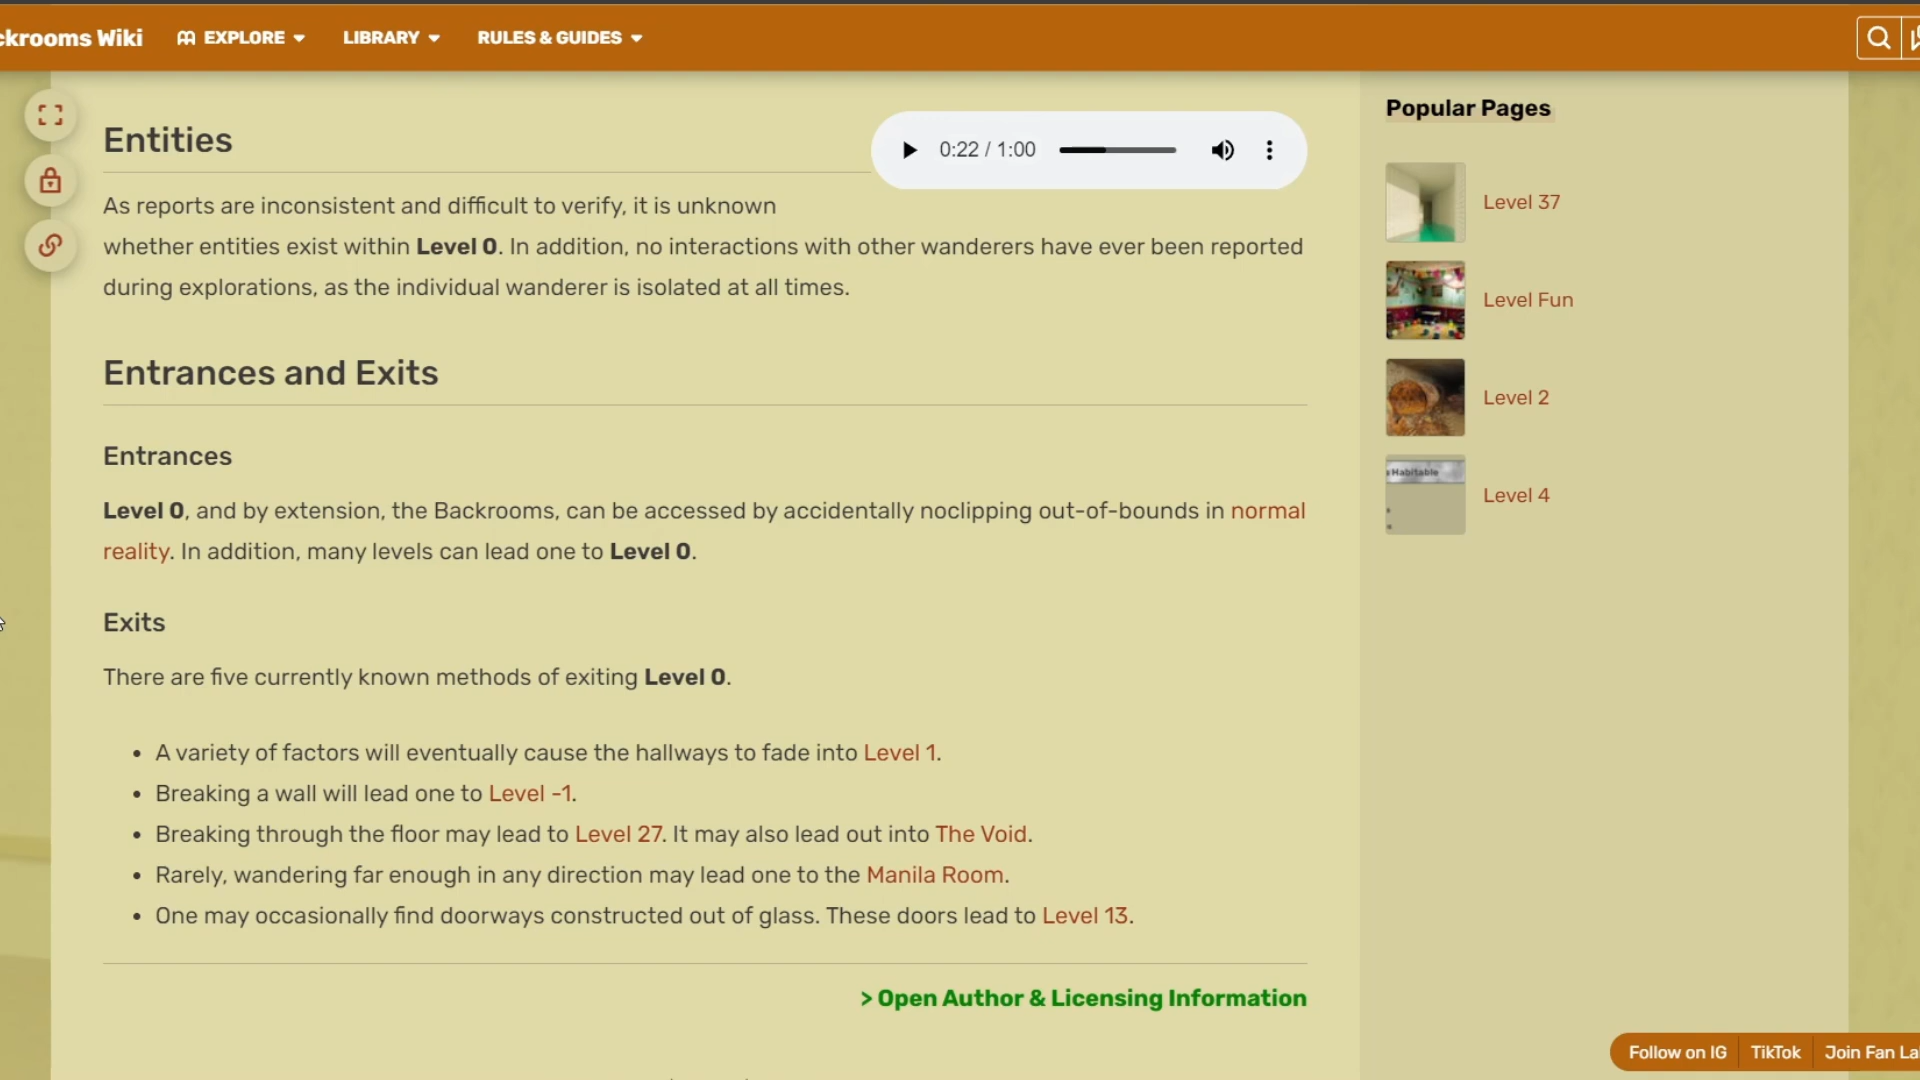 ckrooms Wiki
EXPLORE
LIBRARY
RULES & GUIDES
Entities
0:22 / 1:00
As reports are inconsistent and difficult to verify, it is unknown
whether entities exist within Level 0. In addition, no interactions with other wanderers have ever been reported
during explorations, as the individual wanderer is isolated at all times.
Entrances and Exits
Entrances
Level 0, and by extension, the Backrooms, can be accessed by accidentally noclipping out-of-bounds in normal
reality. In addition, many levels can lead one to Level 0.
Exits
There are five currently known methods of exiting Level 0.
• A variety of factors will eventually cause the hallways to fade into Level 1.
• Breaking a wall will lead one to Level -1.
• Breaking through the floor may lead to Level 27. It may also lead out into The Void.
• Rarely, wandering far enough in any direction may lead one to the Manila Room.
• One may occasionally find doorways constructed out of glass. These doors lead to Level 13.
> Open Author & Licensing Information
Popular Pages
Level 37
Level Fun
Level 2
Habitable
Level 4
Follow on IG
TikTok
Join Fan La